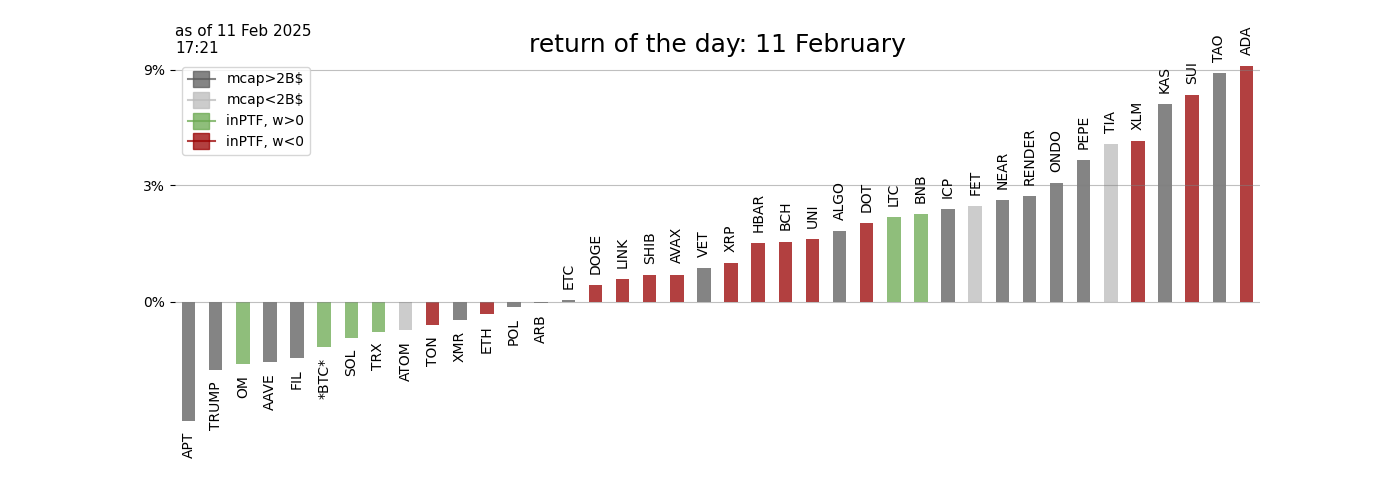 as of 11 Feb 2025
17:21
return of the day: 11 February
9%
3%
0%
mcap>2B$
mcap<2B$
inPTF, w>0
inPTF, w<0
APT
TRUMP
OM
AAVE
FIL
*BTC*
SOL
TRX
ATOM
TON
XMR
ETH
POL
ARB
ETC
DOGE
LINK
SHIB
AVAX
VET
XRP
HBAR
BCH
UNI
ALGO
DOT
LTC
BNB
ICP
FET
NEAR
RENDER
ONDO
PEPE
TIA
XLM
KAS
SUI
TAO
ADA